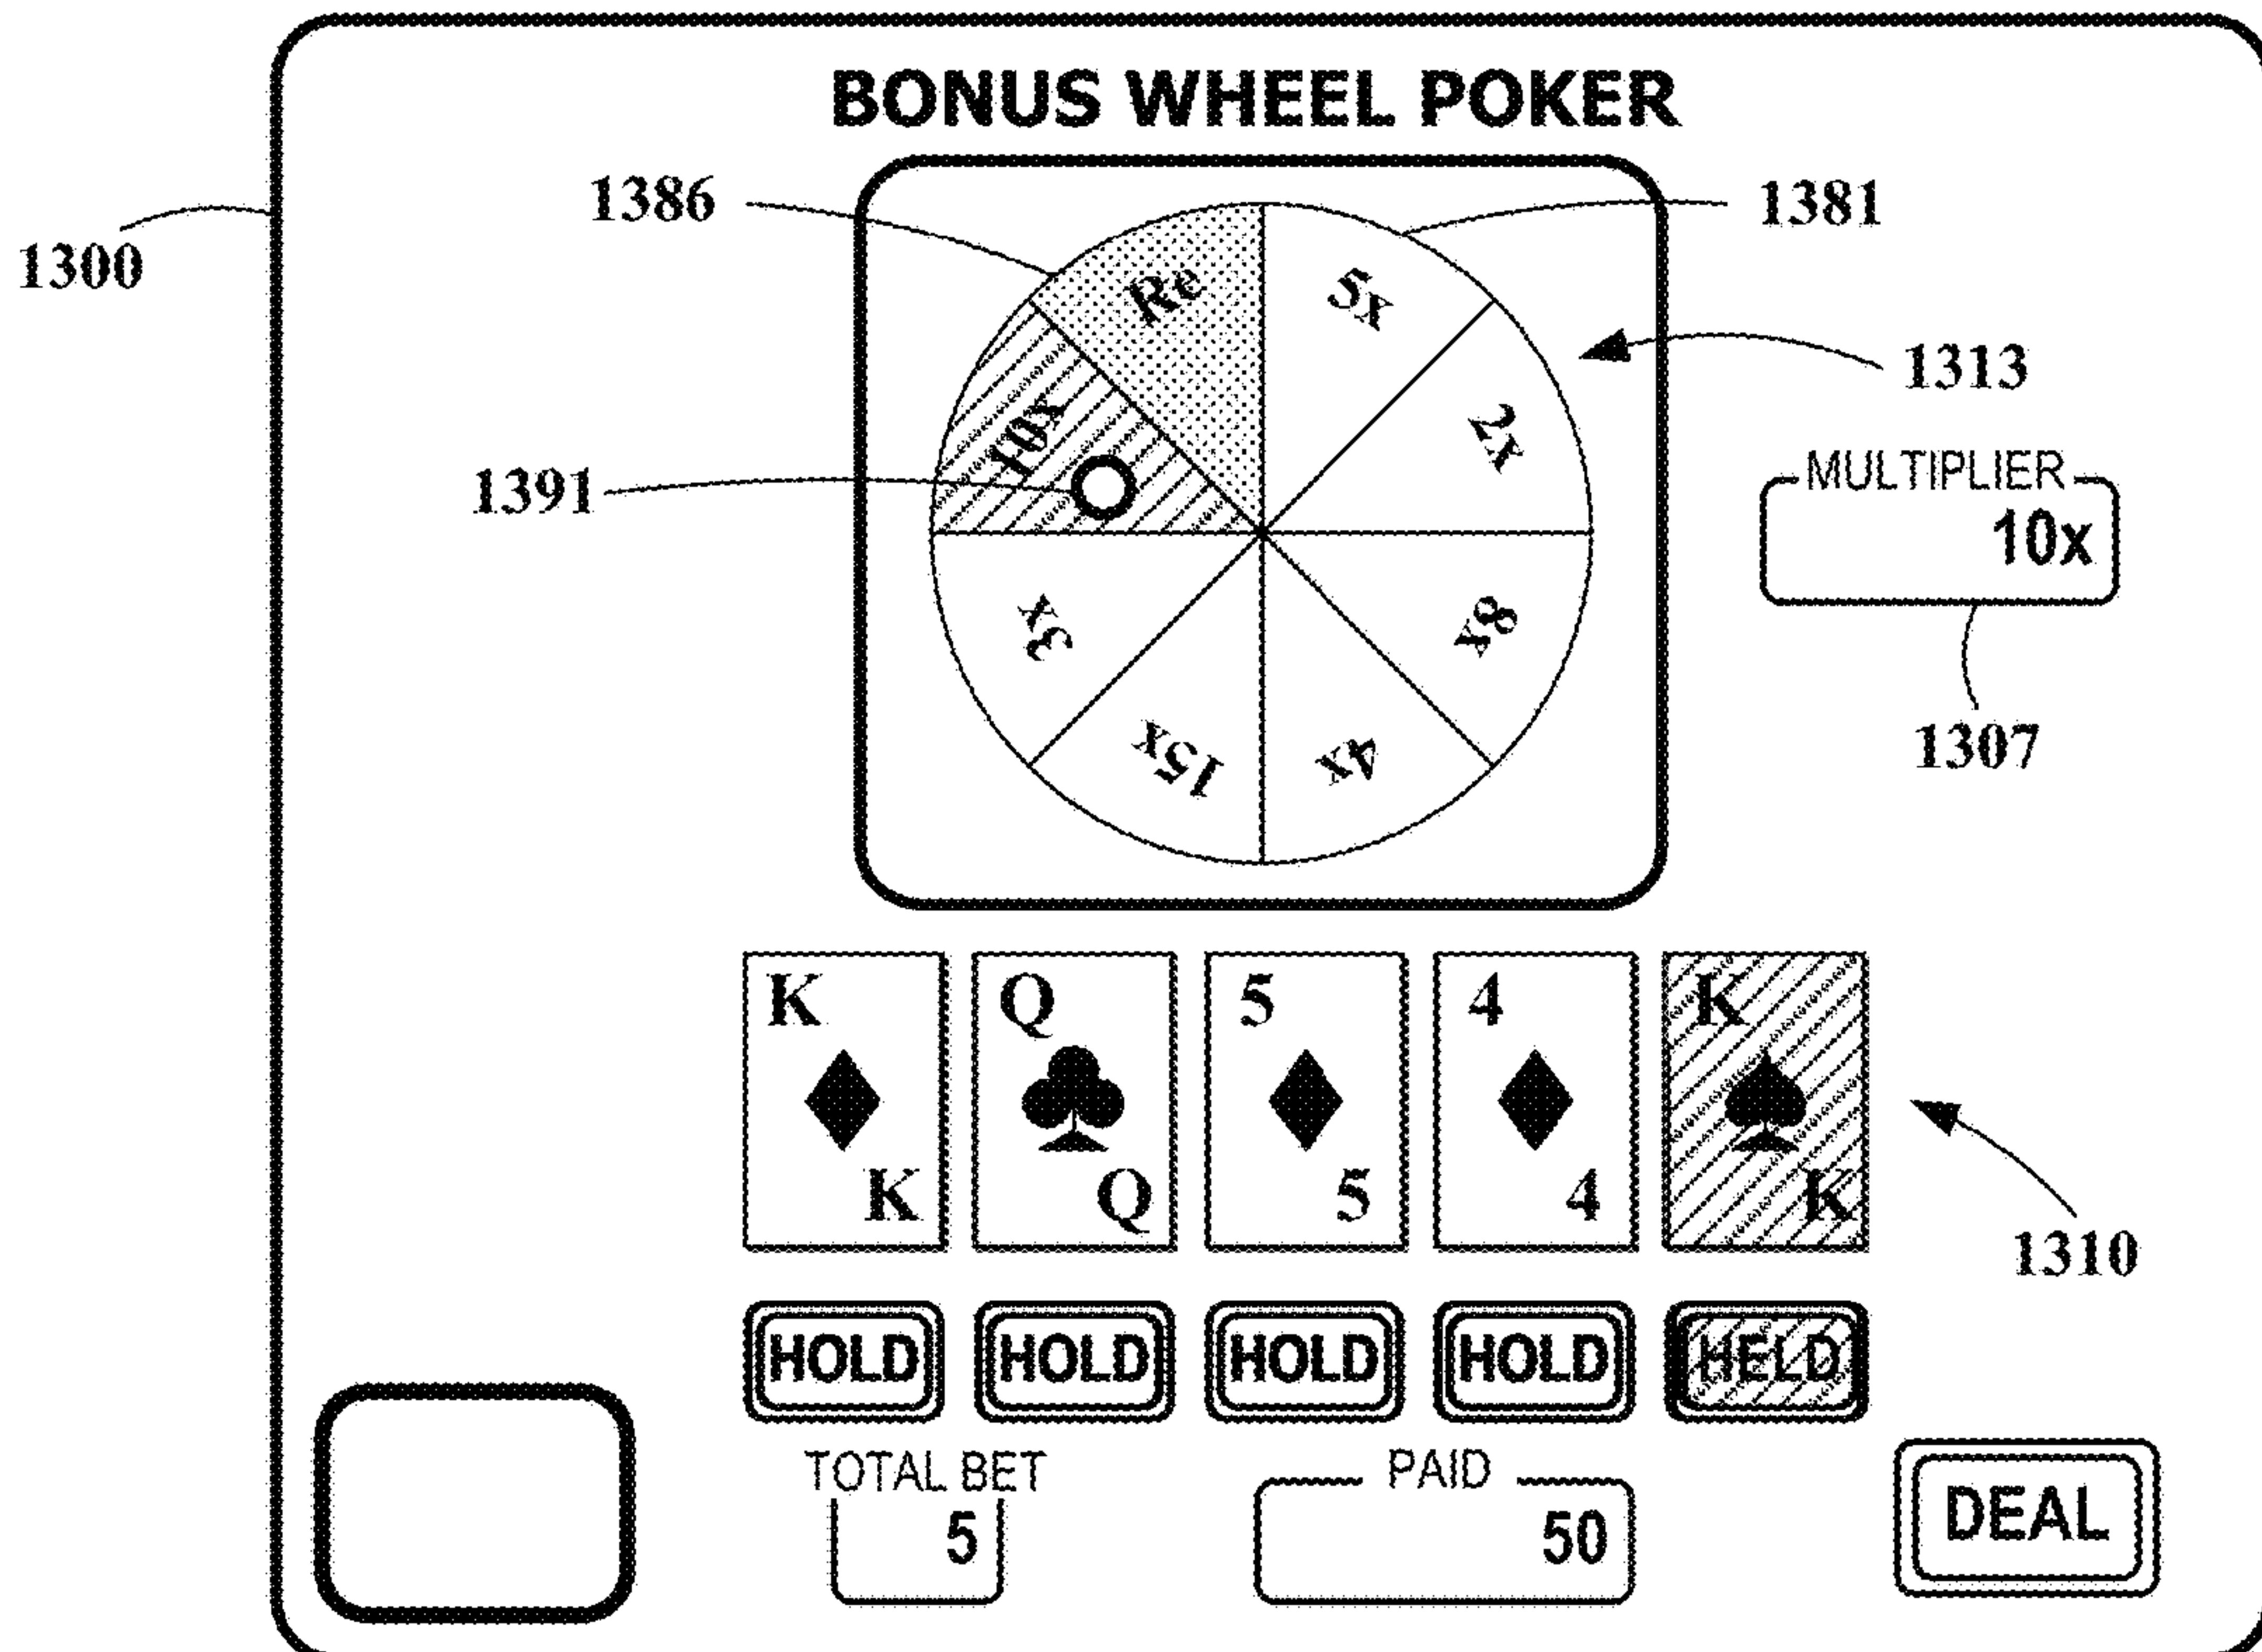 BONUS WHEEL POKER
1386
1381
1300
Re
5x
1313
10x
2x
1391
MULTIPLIER
10x
3x
8x
15x
4x
1307
K Q 5 4 K
K Q 5 4 K
1310
HOLD HOLD HOLD HOLD HELD
TOTAL BET
PAID
5
50
DEAL